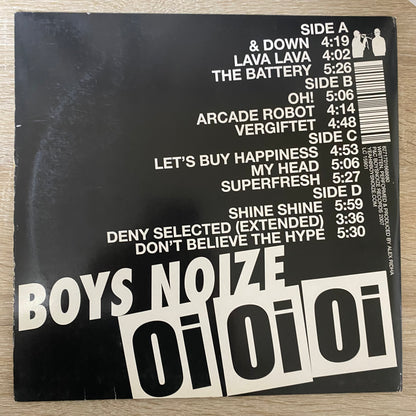 SIDE A
& DOWN 4:19
LAVA LAVA 4:02
THE BATTERY 5:26
SIDE B
OH! 5:06
ARCADE ROBOT 4:14
VERGIFTET 4:48
SIDE C
LET'S BUY HAPPINESS 4:53
MY HEAD 5:06
SUPERFRESH 5:27
SIDE D
SHINE SHINE 5:59
DENY SELECTED (EXTENDED) 3:36
DON'T BELIEVE THE HYPE 5:30
BOYS NOIZE
Oi Oi Oi